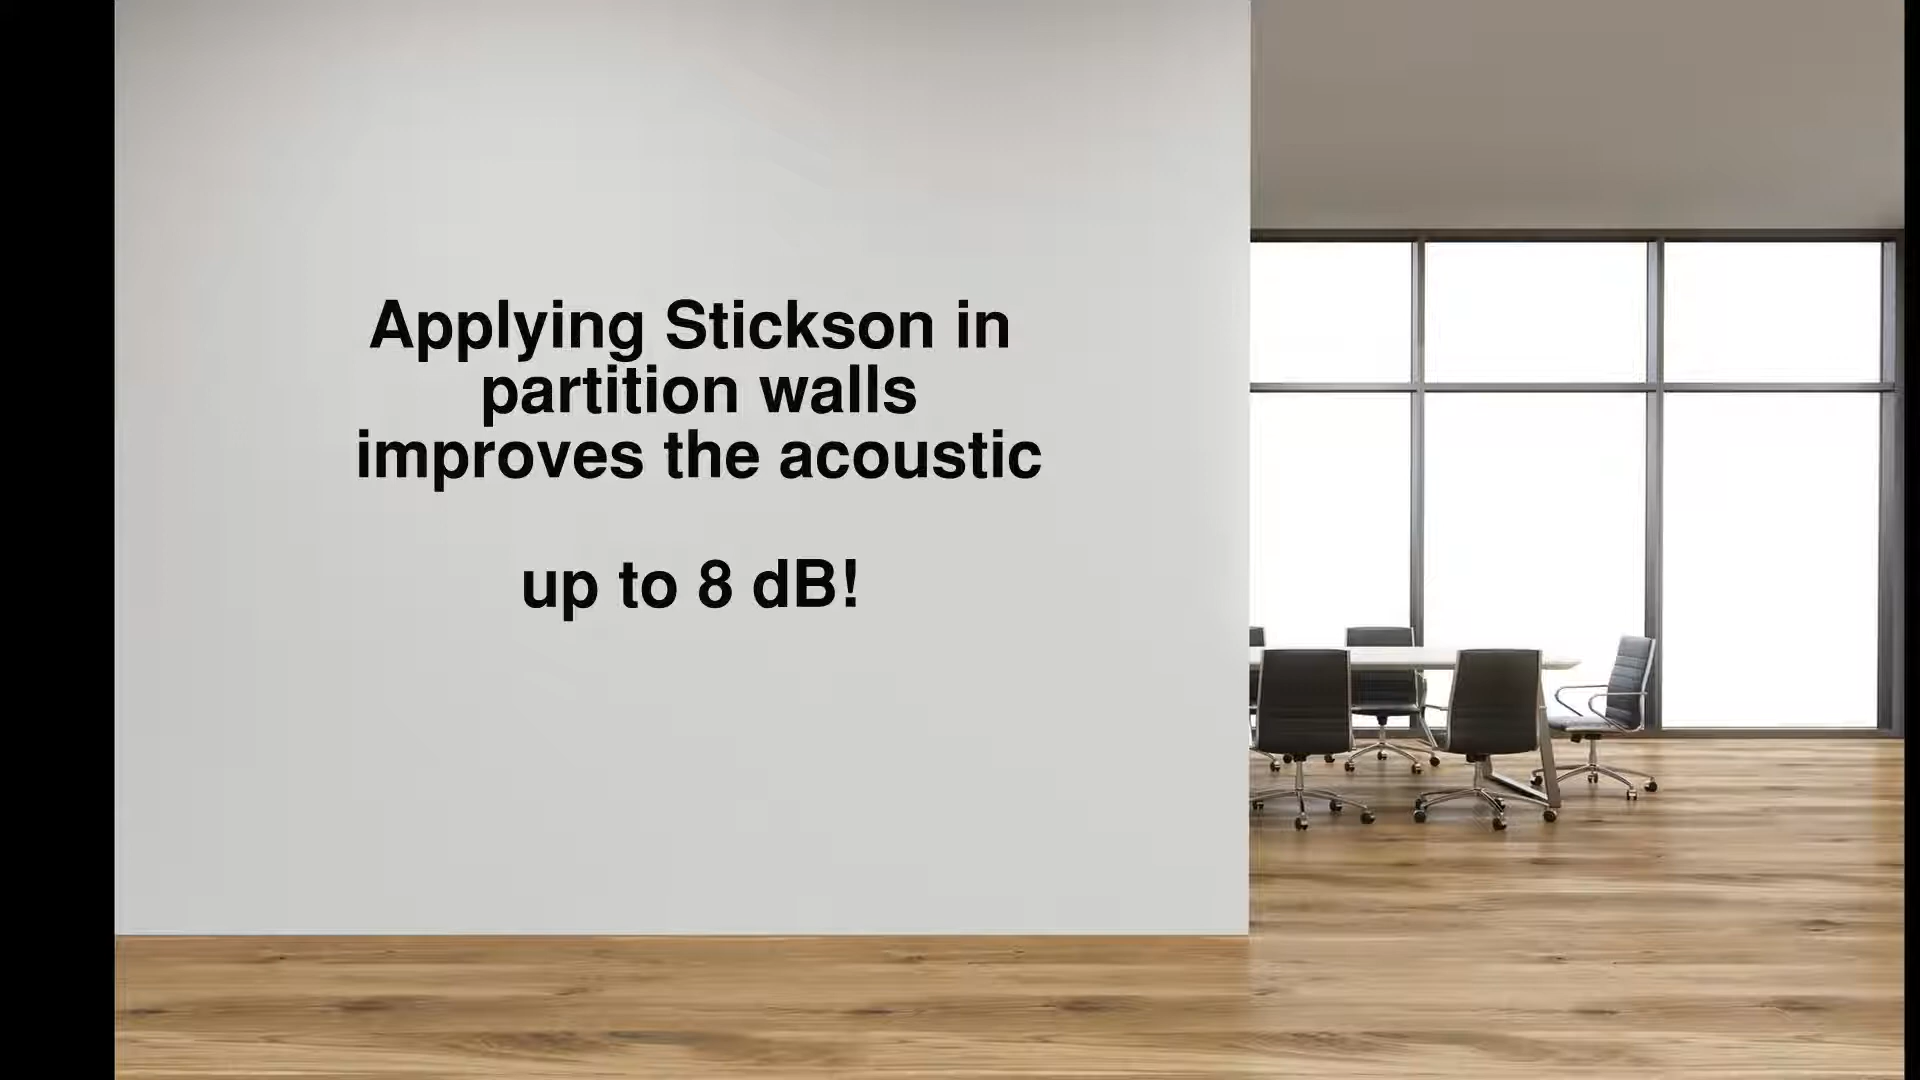 Applying Stickson in
partition walls
improves the acoustic
up to 8 dB!